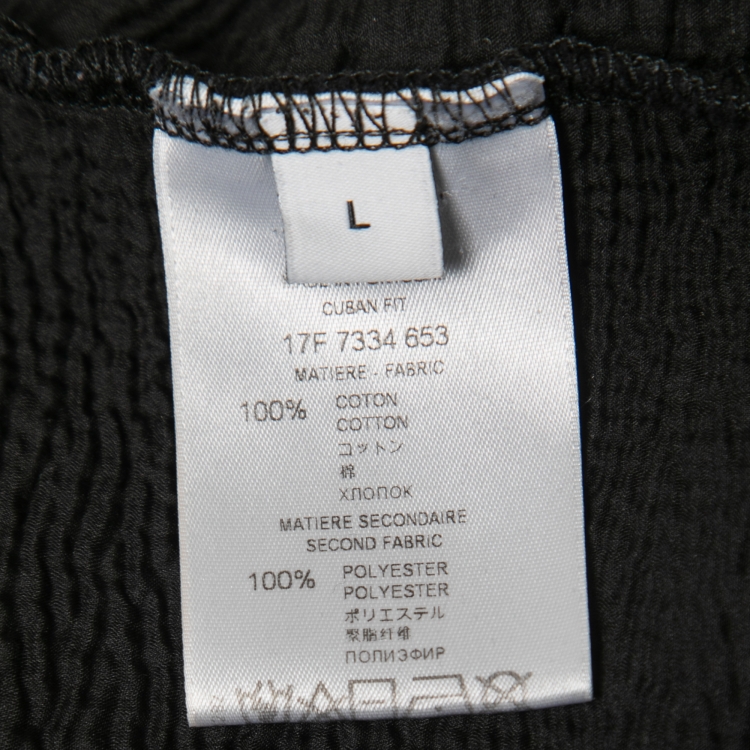 L
CUBAN FIT
17F 7334 653
MATIERE - FABRIC
100% COTON
COTTON
コットン
棉
ХЛОПОК
MATIERE SECONDAIRE
SECOND FABRIC
100% POLYESTER
POLYESTER
ポリエステル
聚脂纤维
ПОЛИЭФИР